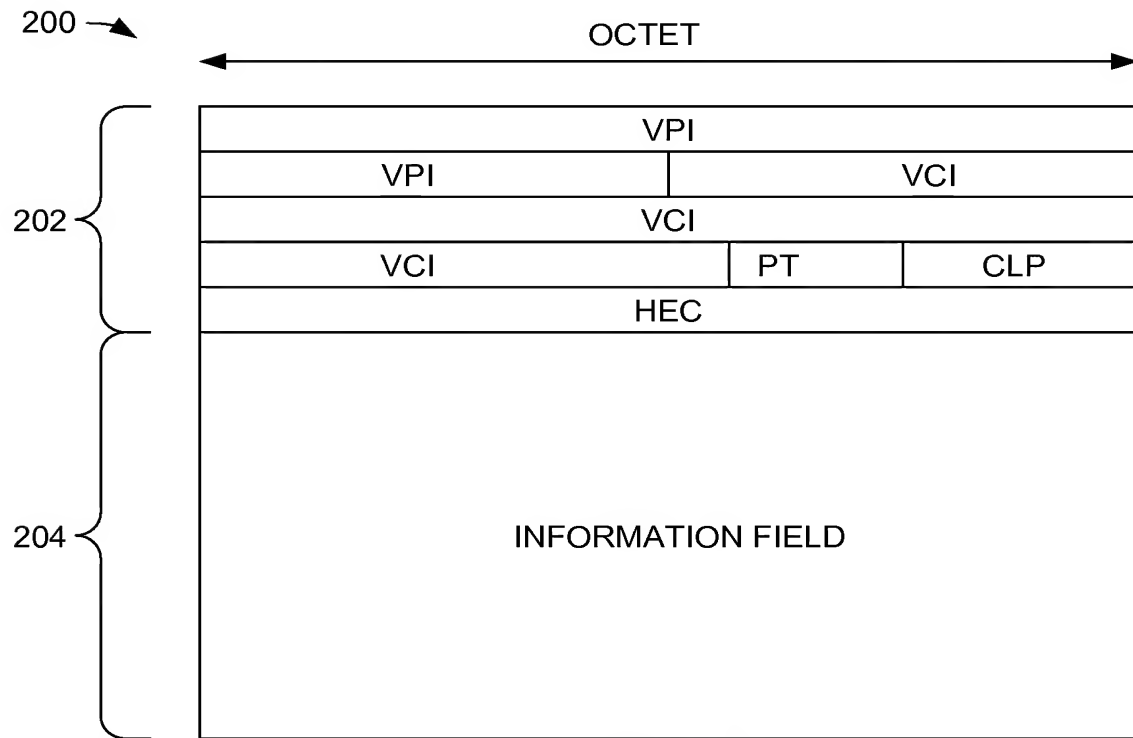 200
OCTET
VPI
VPI VCI
202
VCI
VCI PT CLP
HEC
204
INFORMATION FIELD